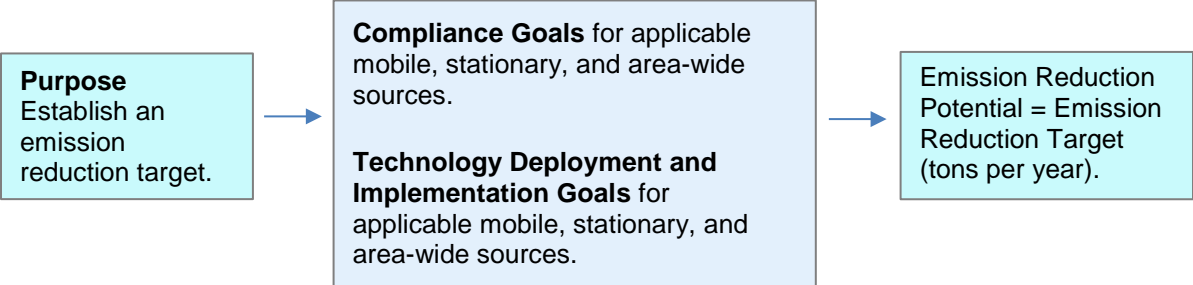 Purpose
Establish an
emission
reduction target.
Compliance Goals for applicable
mobile, stationary, and area-wide
sources.
Technology Deployment and
Implementation Goals for
applicable mobile, stationary, and
area-wide sources.
Emission Reduction
Potential = Emission
Reduction Target
(tons per year).